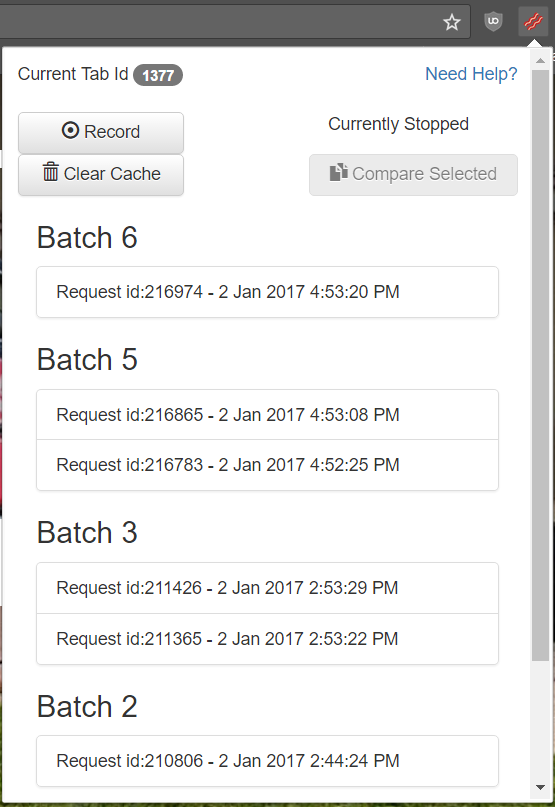 Current Tab Id 1377
Need Help?
Record
Currently Stopped
Clear Cache
Compare Selected
Batch 6
Request id:216974 - 2 Jan 2017 4:53:20 PM
Batch 5
Request id:216865 - 2 Jan 2017 4:53:08 PM
Request id:216783 - 2 Jan 2017 4:52:25 PM
Batch 3
Request id:211426 - 2 Jan 2017 2:53:29 PM
Request id:211365 - 2 Jan 2017 2:53:22 PM
Batch 2
Request id:210806 - 2 Jan 2017 2:44:24 PM